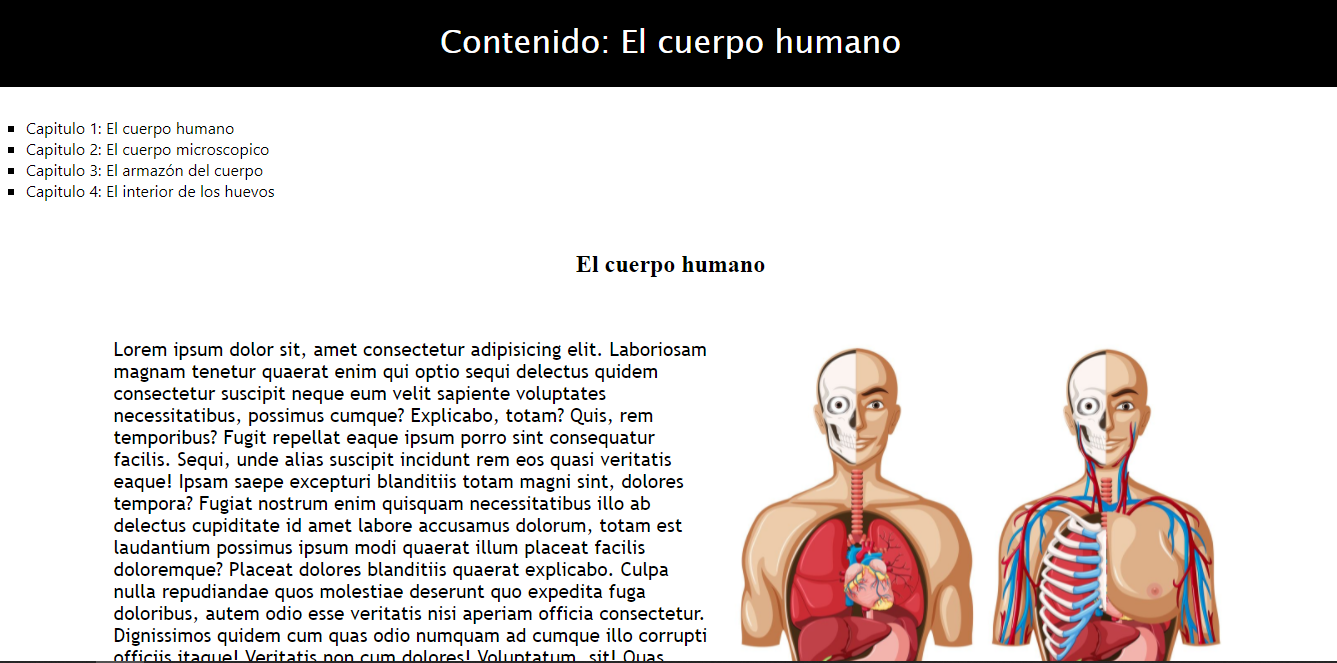 Contenido: El cuerpo humano
Capitulo 1: El cuerpo humano
Capitulo 2: El cuerpo microscopico
Capitulo 3: El armazón del cuerpo
Capitulo 4: El interior de los huevos
El cuerpo humano
Lorem ipsum dolor sit, amet consectetur adipisicing elit. Laboriosam
magnam tenetur quaerat enim qui optio sequi delectus quidem
consectetur suscipit neque eum velit sapiente voluptates
necessitatibus, possimus cumque? Explicabo, totam? Quis, rem
temporibus? Fugit repellat eaque ipsum porro sint consequatur
facilis. Sequi, unde alias suscipit incidunt rem eos quasi veritatis
eaque! Ipsam saepe excepturi blanditiis totam magni sint, dolores
tempora? Fugiat nostrum enim quisquam necessitatibus illo ab
delectus cupiditate id amet labore accusamus dolorum, totam est
laudantium possimus ipsum modi quaerat illum placeat facilis
doloremque? Placeat dolores blanditiis quaerat explicabo. Culpa
nulla repudiandae quos molestiae deserunt quo expedita fuga
doloribus, autem odio esse veritatis nisi aperiam officia consectetur.
Dignissimos quidem cum quas odio numquam ad cumque illo corrupti
officiis itaque! Veritatis non cum dolores! Voluptatum, sit! Quas